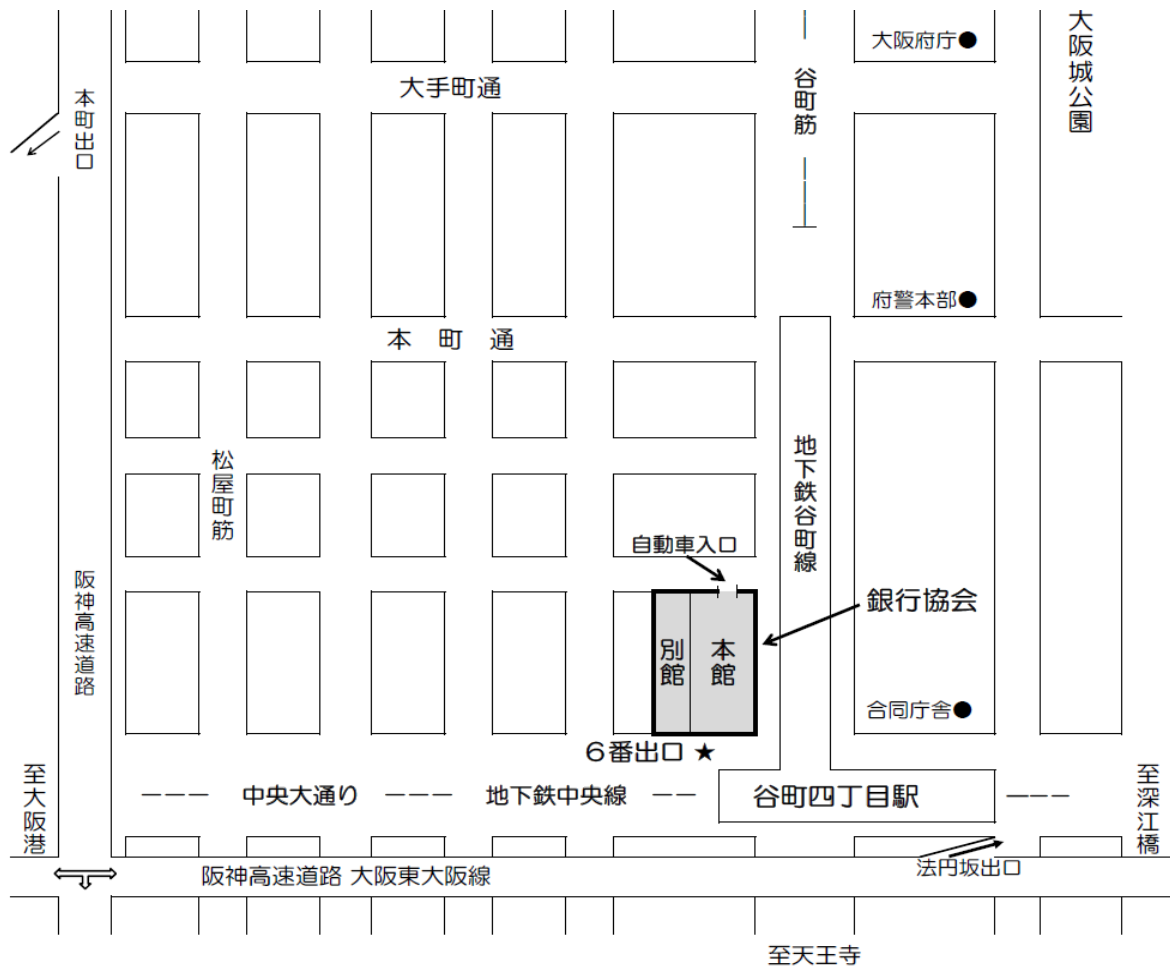 大阪府庁●
大阪城公園
大手町通
谷町筋
本町出口
府警本部●
本 町 通
松屋町筋
地下鉄谷町線
自動車入口
阪神高速道路
銀行協会
別館
本館
合同庁舎●
6番出口 ★
至大阪港
中央大通り
地下鉄中央線
谷町四丁目駅
至深江橋
阪神高速道路 大阪東大阪線
法円坂出口
至天王寺